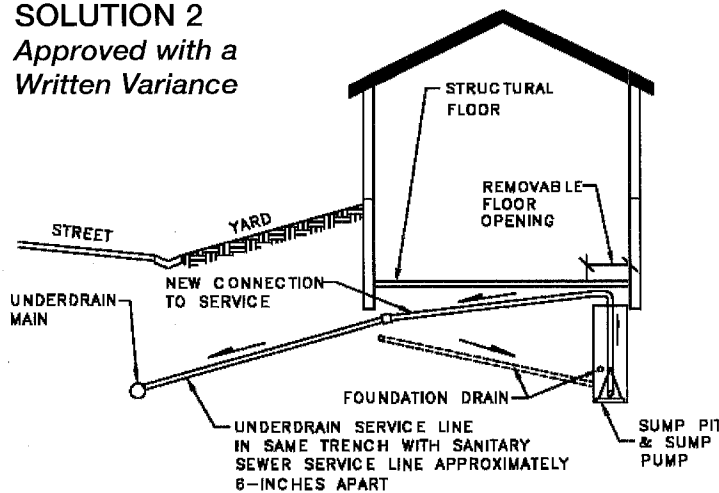 SOLUTION 2
Approved with a
Written Variance
STRUCTURAL
FLOOR
REMOVABLE
FLOOR
OPENING
STREET
YARD
NEW CONNECTION
TO SERVICE
UNDERDRAIN
MAIN
FOUNDATION DRAIN
UNDERDRAIN SERVICE LINE
IN SAME TRENCH WITH SANITARY
SEWER SERVICE LINE APPROXIMATELY
6-INCHES APART
SUMP PIT
& SUMP
PUMP